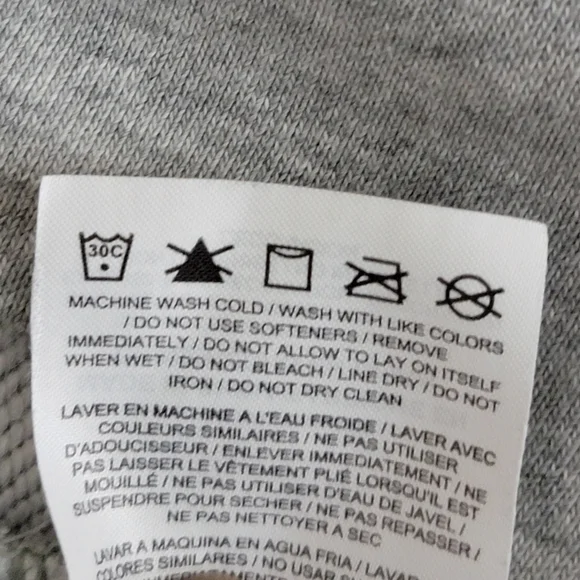 30C
MACHINE WASH COLD / WASH WITH LIKE COLORS
/ DO NOT USE SOFTENERS / REMOVE
IMMEDIATELY / DO NOT ALLOW TO LAY ON ITSELF
WHEN WET / DO NOT BLEACH / LINE DRY / DO NOT
IRON / DO NOT DRY CLEAN
LAVER EN MACHINE A L'EAU FROIDE / LAVER AVEC
COULEURS SIMILAIRES / NE PAS UTILISER
D'ADOUCISSEUR / ENLEVER IMMEDIATEMENT / NE
PAS LAISSER LE VÊTEMENT PLIÉ LORSQU'IL EST
MOUILLÉ / NE PAS UTILISER D'EAU DE JAVEL /
SUSPENDRE POUR SECHER / NE PAS REPASSER /
NE PAS NETTOYER A SEC
LAVAR A MAQUINA EN AGUA FRIA / LAVAR
COLORES SIMILARES / NO USAR